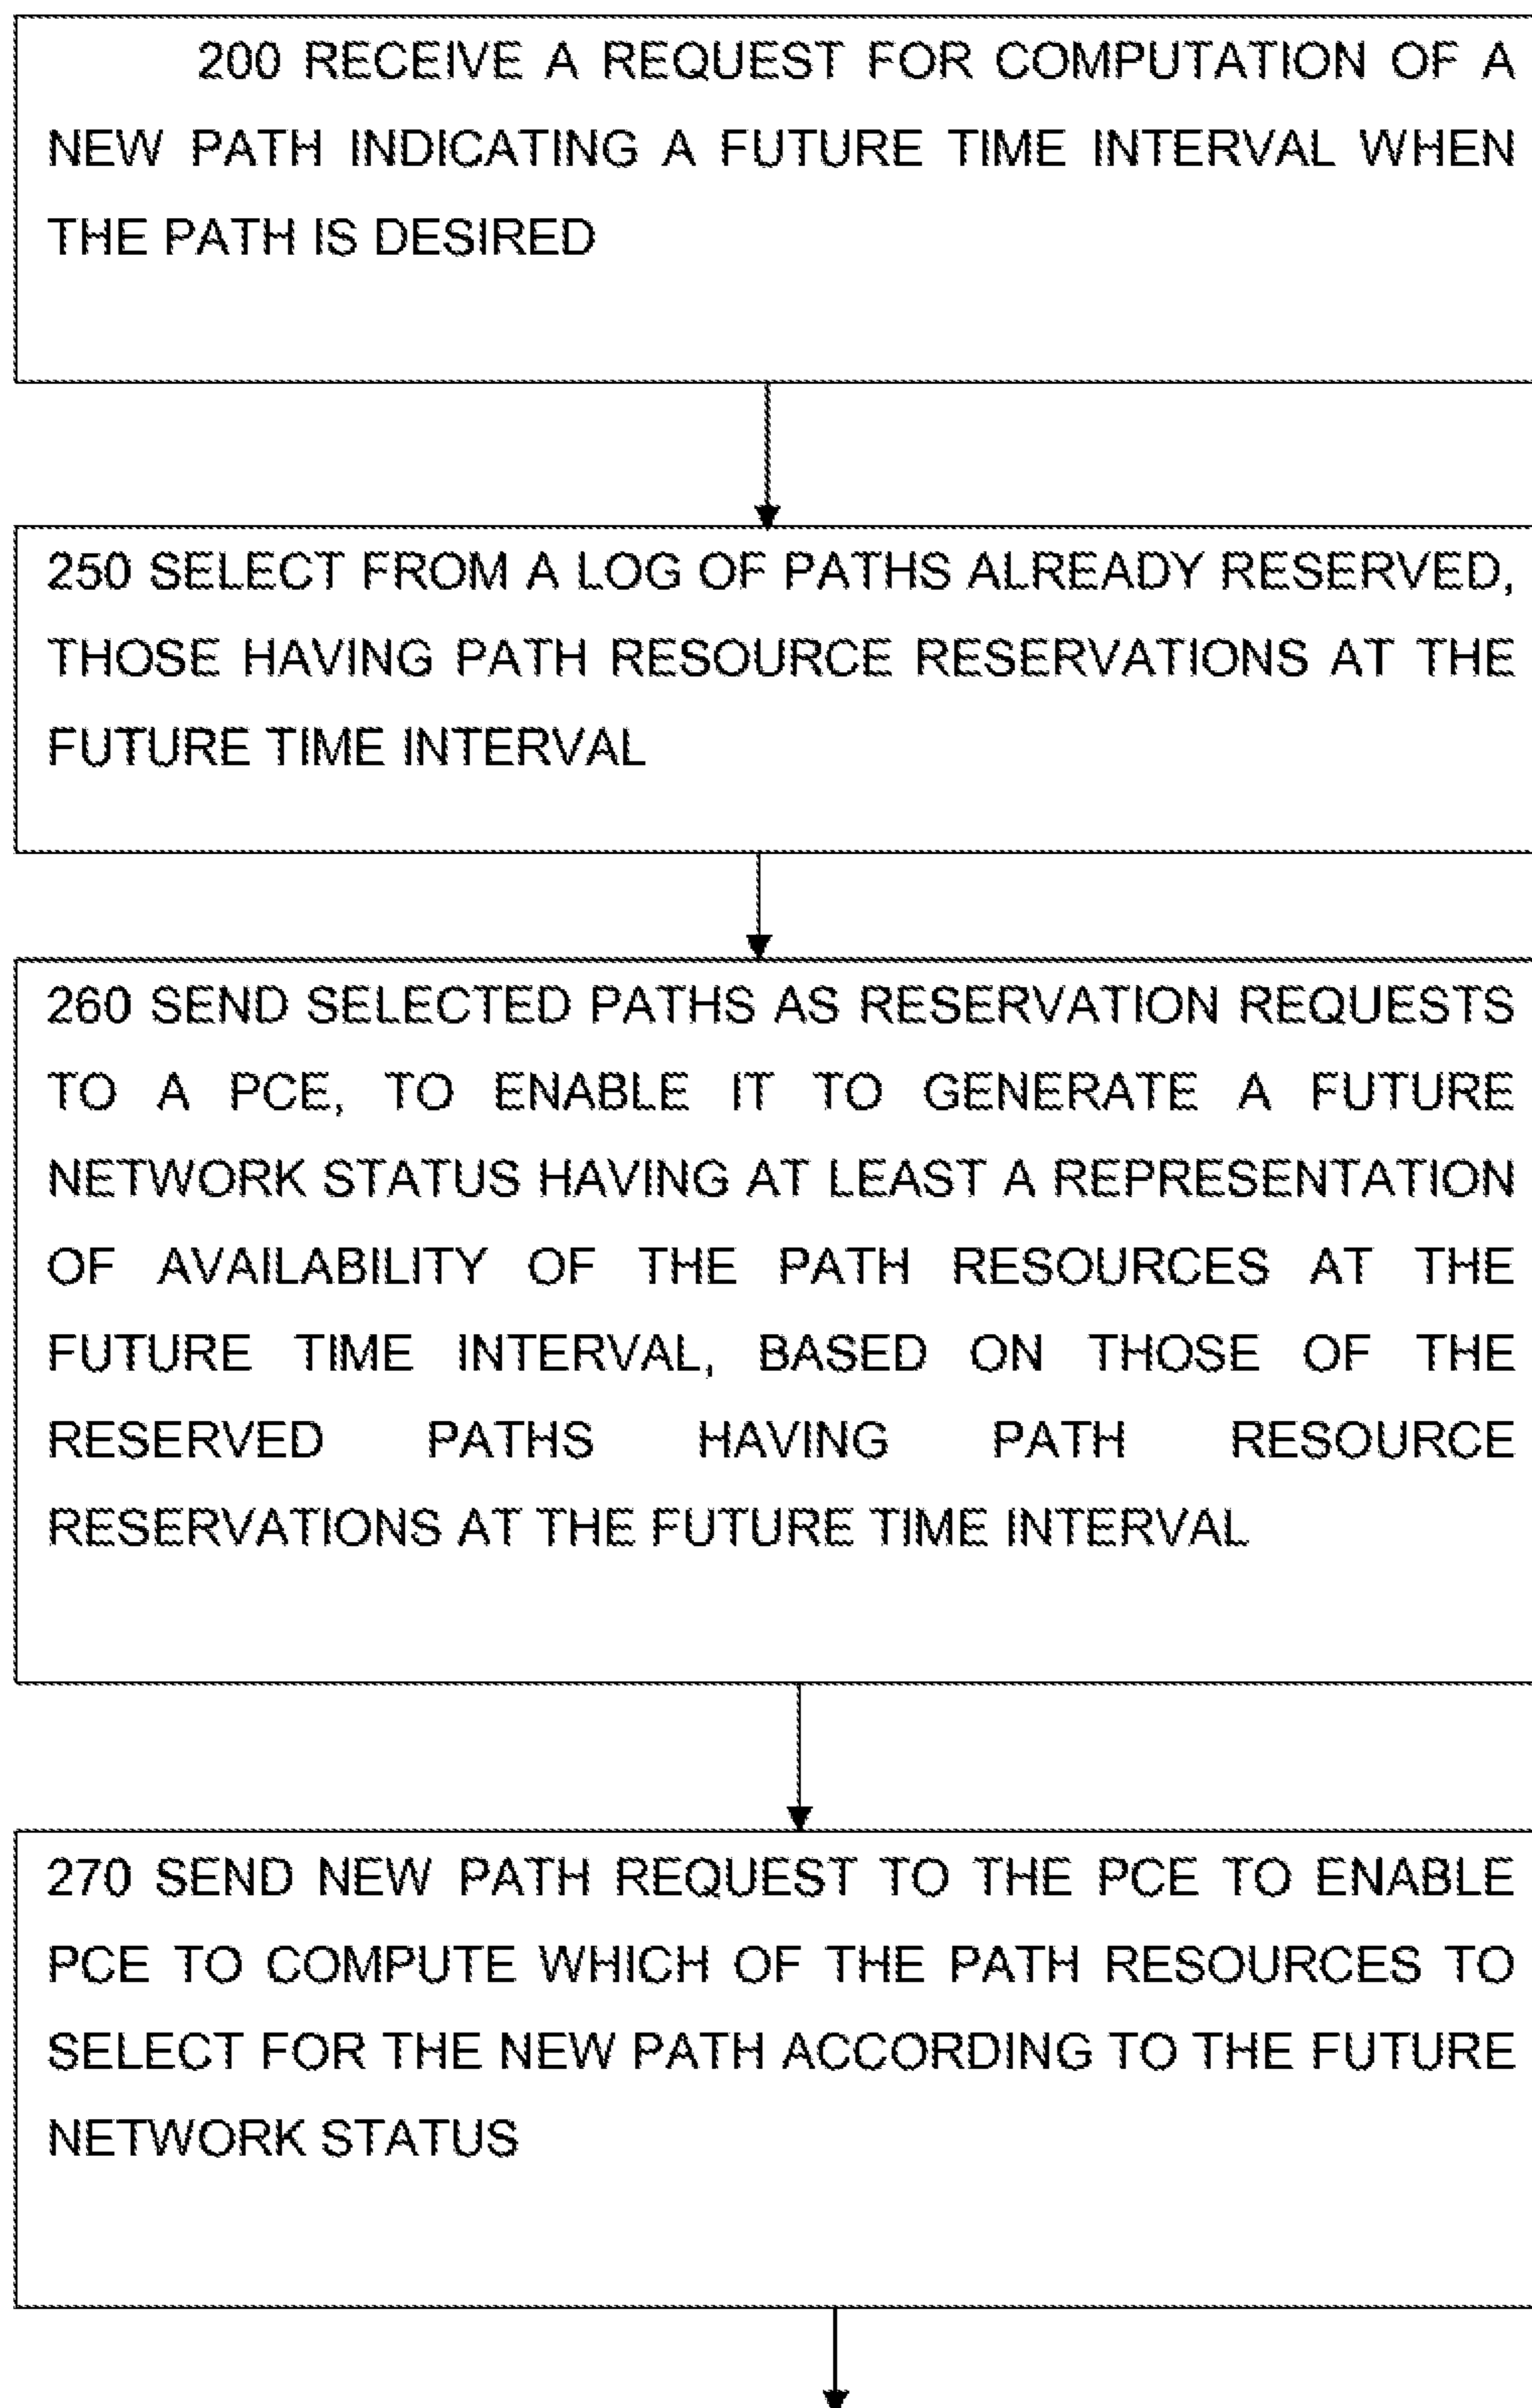 200 RECEIVE A REQUEST FOR COMPUTATION OF A
NEW PATH INDICATING A FUTURE TIME INTERVAL WHEN
THE PATH IS DESIRED
250 SELECT FROM A LOG OF PATHS ALREADY RESERVED,
THOSE HAVING PATH RESOURCE RESERVATIONS AT THE
FUTURE TIME INTERVAL
260 SEND SELECTED PATHS AS RESERVATION REQUESTS
TO A PCE, TO ENABLE IT TO GENERATE A FUTURE
NETWORK STATUS HAVING AT LEAST A REPRESENTATION
OF AVAILABILITY OF THE PATH RESOURCES AT THE
FUTURE TIME INTERVAL, BASED ON THOSE OF THE
RESERVED PATHS HAVING PATH RESOURCE
RESERVATIONS AT THE FUTURE TIME INTERVAL
270 SEND NEW PATH REQUEST TO THE PCE TO ENABLE
PCE TO COMPUTE WHICH OF THE PATH RESOURCES TO
SELECT FOR THE NEW PATH ACCORDING TO THE FUTURE
NETWORK STATUS